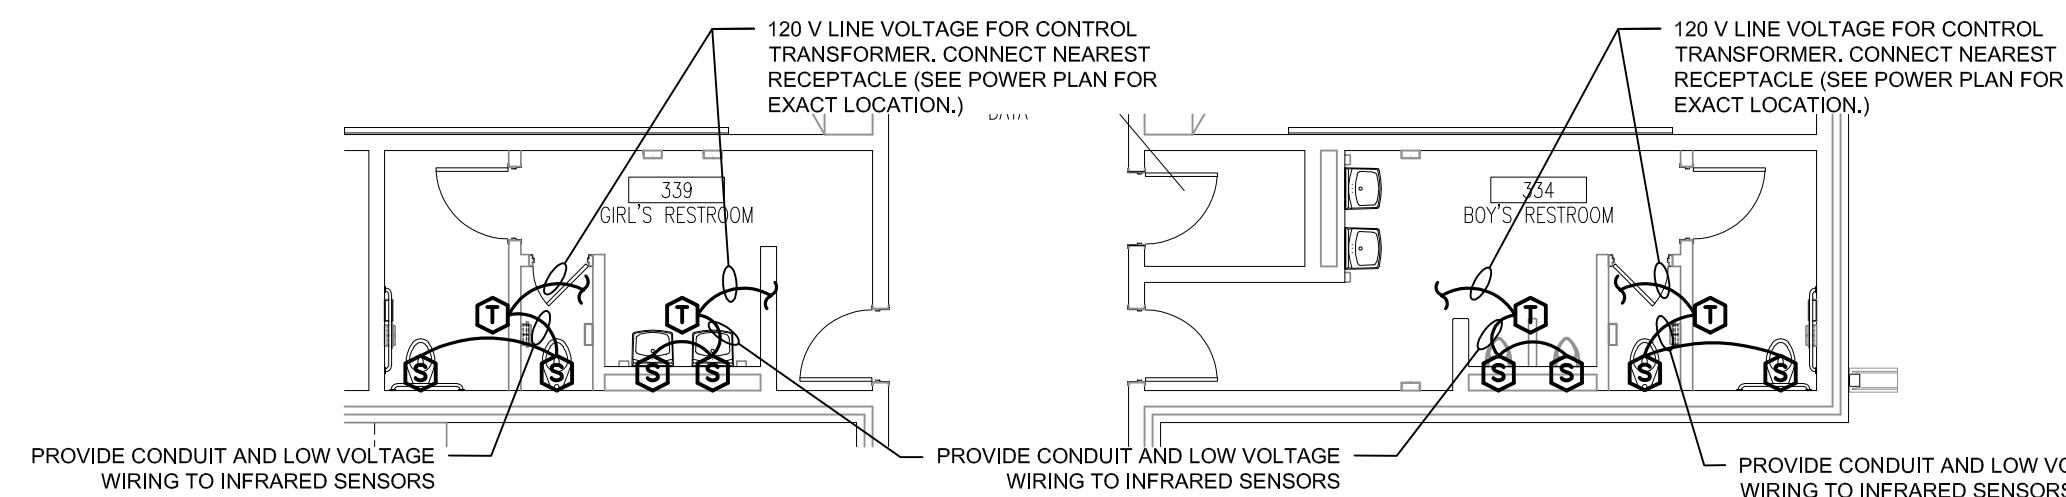 120 V LINE VOLTAGE FOR CONTROL
TRANSFORMER. CONNECT NEAREST
RECEPTACLE (SEE POWER PLAN FOR
EXACT LOCATION.)
120 V LINE VOLTAGE FOR CONTROL
TRANSFORMER. CONNECT NEAREST
RECEPTACLE (SEE POWER PLAN FOR
EXACT LOCATION.)
DATA
339
GIRL'S RESTROOM
334
BOY'S RESTROOM
T
T
T
T
S
S
S
S
S
S
S
S
PROVIDE CONDUIT AND LOW VOLTAGE
WIRING TO INFRARED SENSORS
PROVIDE CONDUIT AND LOW VOLTAGE
WIRING TO INFRARED SENSORS
PROVIDE CONDUIT AND LOW
WIRING TO INFRARED SENSORS